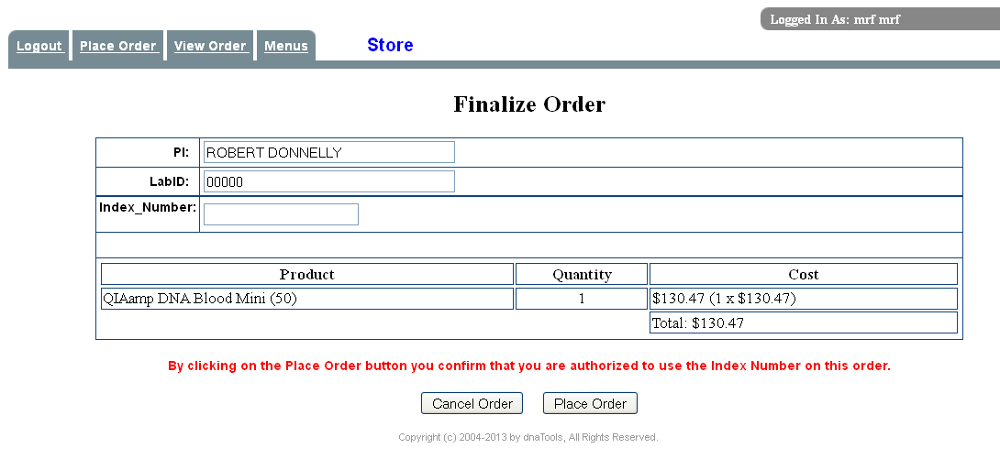 Logged In As: mrf mrf
Logout Place Order View Order Menus Store
Finalize Order
PI: ROBERT DONNELLY
LabID: 00000
Index_Number:
Product Quantity Cost
QIAamp DNA Blood Mini (50) 1 $130.47 (1 x $130.47)
Total: $130.47
By clicking on the Place Order button you confirm that you are authorized to use the Index Number on this order.
Cancel Order Place Order
Copyright (c) 2004-2013 by dnaTools, All Rights Reserved.